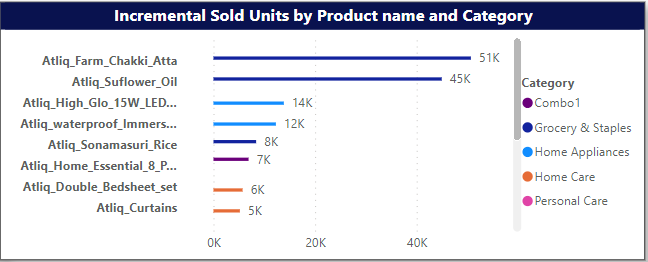 Incremental Sold Units by Product name and Category
Atliq_Farm_Chakki_Atta 51K
Atliq_Suflower_Oil 45K
Atliq_High_Glo_15W_LED... 14K
Atliq_waterproof_Immers... 12K
Atliq_Sonamasuri_Rice 8K
Atliq_Home_Essential_8_P... 7K
Atliq_Double_Bedsheet_set 6K
Atliq_Curtains 5K
0K 20K 40K
Category
Combo1
Grocery & Staples
Home Appliances
Home Care
Personal Care